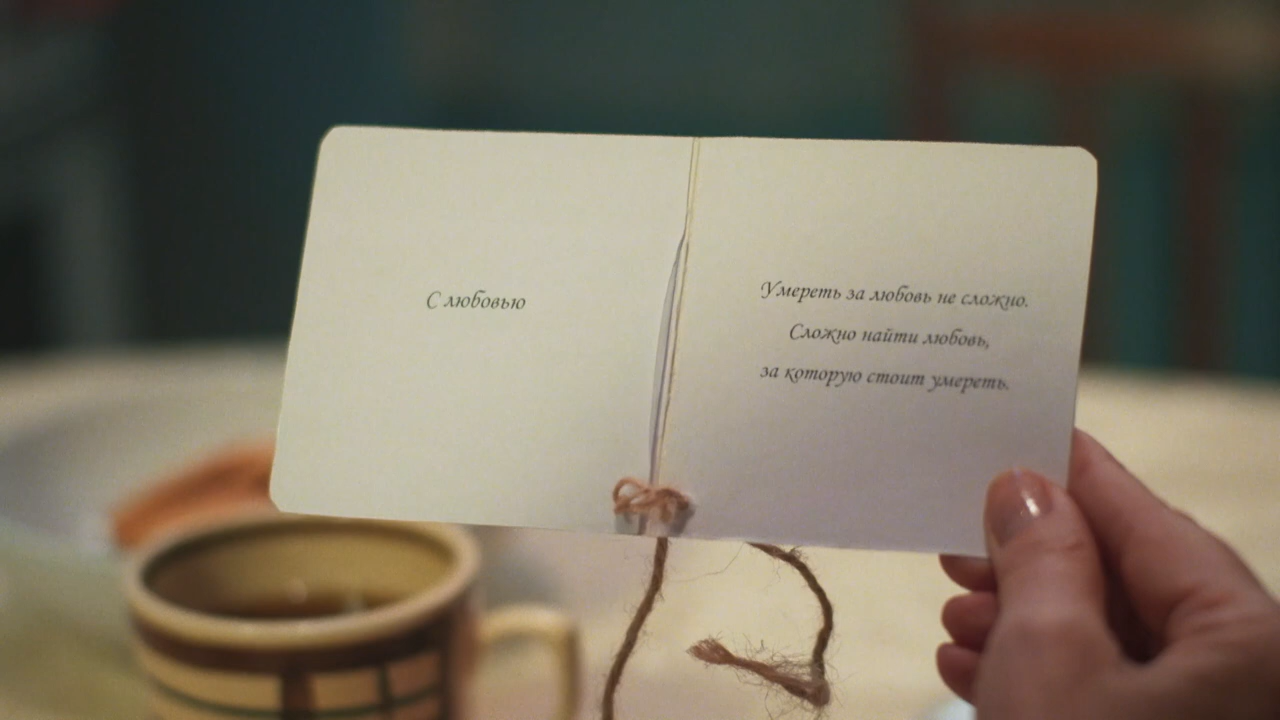 С любовью
Умереть за любовь не сложно.
Сложно найти любовь,
за которую стоит умереть.